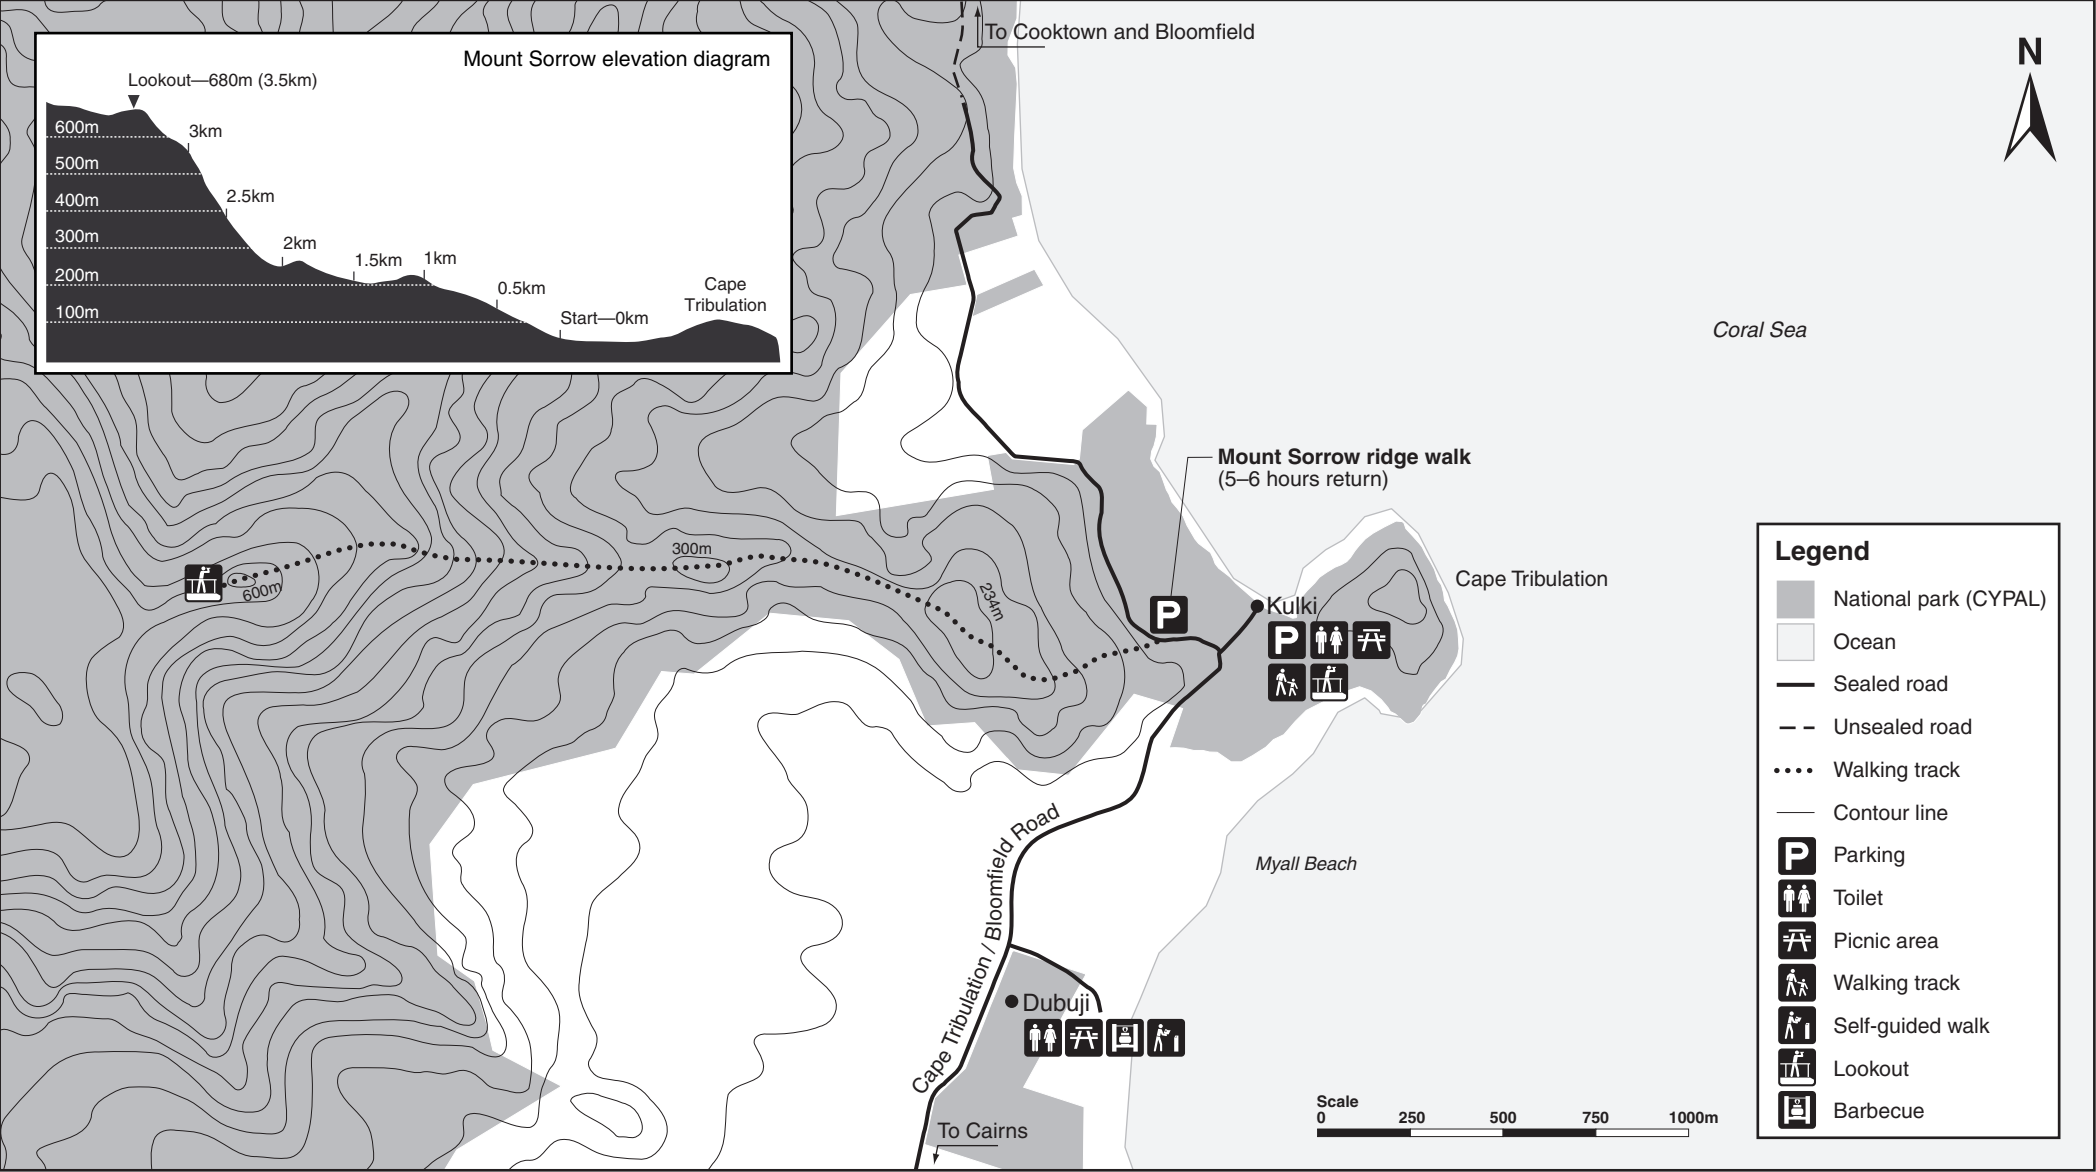 To Cooktown and Bloomfield
N
Mount Sorrow elevation diagram
Lookout—680m (3.5km)
600m
3km
500m
2.5km
400m
300m
2km
1.5km
1km
200m
0.5km
Cape
Tribulation
100m
Start—0km
Coral Sea
Mount Sorrow ridge walk
(5–6 hours return)
300m
600m
234m
P
Kulki
P
Cape Tribulation
Cape Tribulation / Bloomfield Road
Myall Beach
Dubuji
To Cairns
Scale
0 250 500 750 1000m
Legend
National park (CYPAL)
Ocean
Sealed road
Unsealed road
Walking track
Contour line
P Parking
Toilet
Picnic area
Walking track
Self-guided walk
Lookout
Barbecue